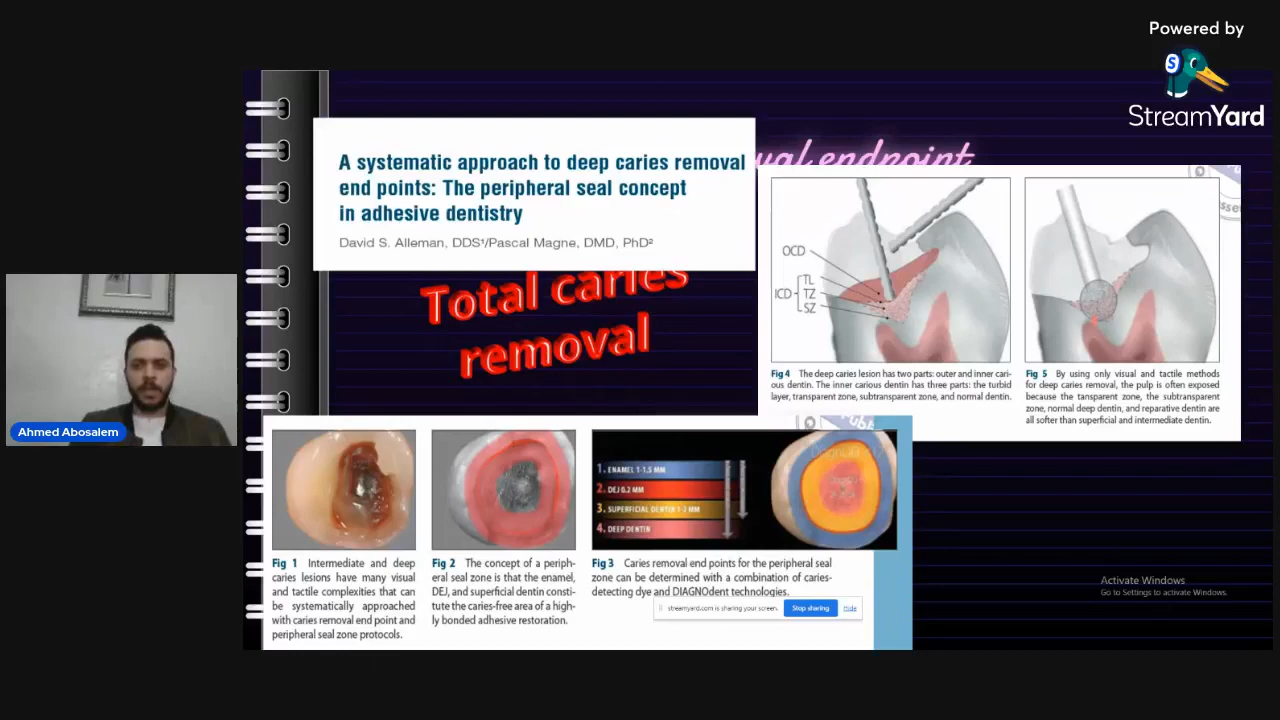 Powered by
StreamYard
endpoint
A systematic approach to deep caries removal
end points: The peripheral seal concept
in adhesive dentistry
David S. Alleman, DDS¹/Pascal Magne, DMD, PhD²
Total caries
removal
OCD
ICD
TL
TZ
SZ
Fig 4 The deep caries lesion has two parts: outer and inner cari-
ous dentin. The inner carious dentin has three parts: the turbid
layer, transparent zone, subtransparent zone, and normal dentin.
Fig 5 By using only visual and tactile methods
for deep caries removal, the pulp is often exposed
because the tansparent zone, the subtransparent
zone, normal deep dentin, and reparative dentin are
all softer than superficial and intermediate dentin.
Ahmed Abosalem
1. ENAMEL 1-1.5 MM
2. DEJ 0.2 MM
3. SUPERFICIAL DENTIN 1-2 MM
4. DEEP DENTIN
Fig 1 Intermediate and deep
caries lesions have many visual
and tactile complexities that can
be systematically approached
with caries removal end point and
peripheral seal zone protocols.
Fig 2 The concept of a periph-
eral seal zone is that the enamel,
DEJ, and superficial dentin consti-
tute the caries-free area of a high-
ly bonded adhesive restoration.
Fig 3 Caries removal end points for the peripheral seal
zone can be determined with a combination of caries-
detecting dye and DIAGNOdent technologies.
streamyard.com is sharing your screen.
Stop sharing
Hide
Activate Windows
Go to Settings to activate Windows.